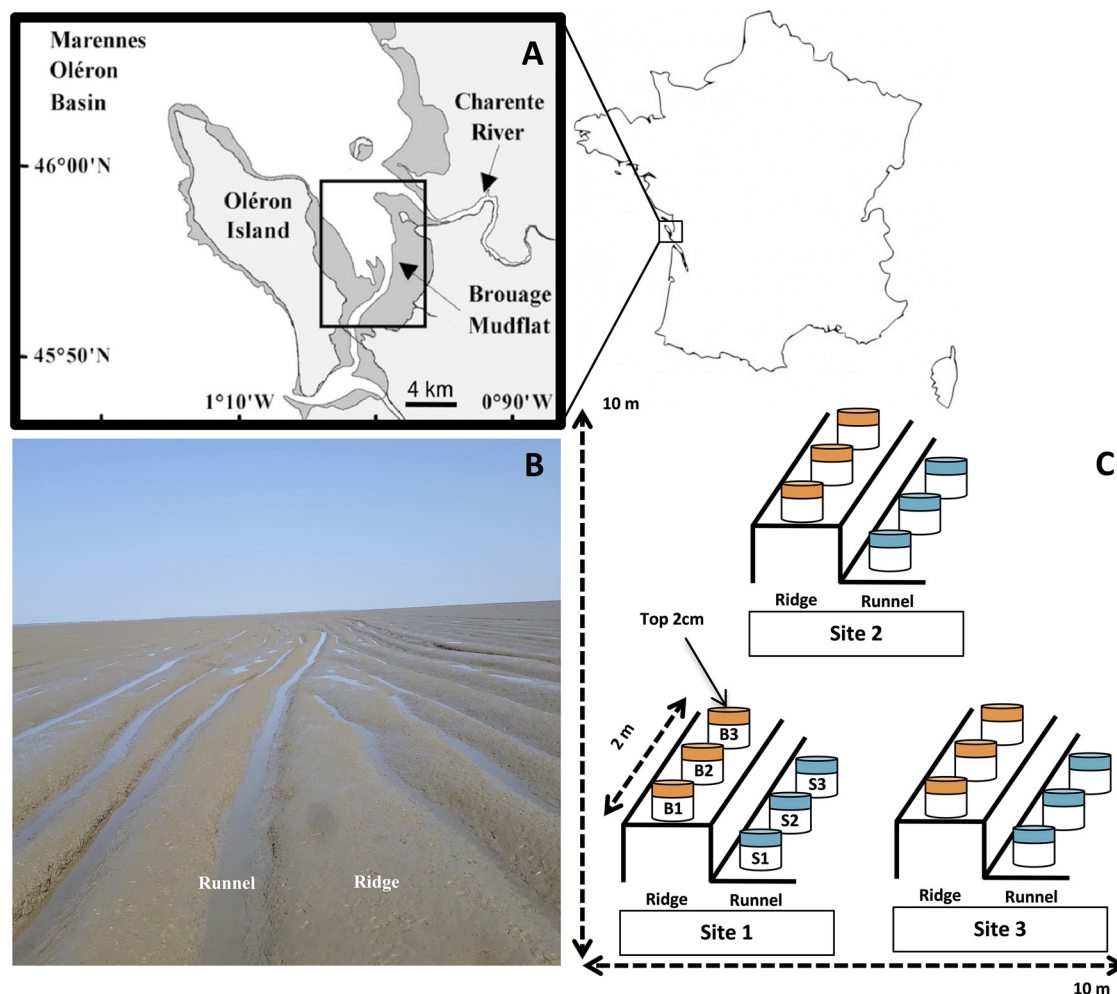 Marennes
Oléron
Basin
A
Charente
River
46°00'N
Oléron
Island
Brouage
Mudflat
45°50'N
1°10'W
4 km
0°90'W
B
Runnel
Ridge
10 m
C
Ridge
Runnel
Site 2
Top 2cm
2 m
B3
B2
B1
S3
S2
S1
Ridge
Runnel
Site 1
Ridge
Runnel
Site 3
10 m